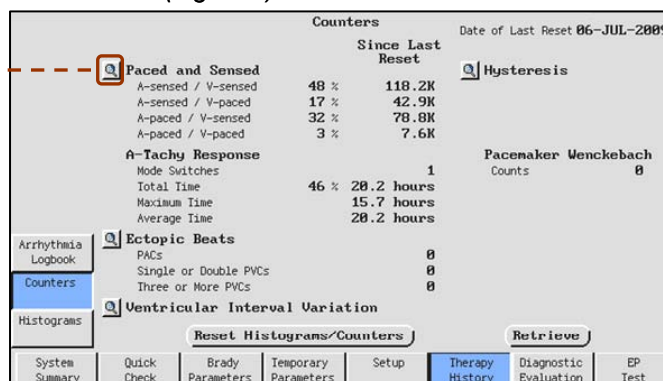 Counters
Date of Last Reset 06-JUL-2009
Since Last
Reset
Paced and Sensed
A-sensed / V-sensed 48 % 118.2K
A-sensed / V-paced 17 % 42.9K
A-paced / V-sensed 32 % 78.8K
A-paced / V-paced 3 % 7.6K
Hysteresis
A-Tachy Response
Mode Switches 1
Total Time 46 % 20.2 hours
Maximum Time 15.7 hours
Average Time 20.2 hours
Pacemaker Wenckebach
Counts 0
Ectopic Beats
PACs 0
Single or Double PVCs 0
Three or More PVCs 0
Ventricular Interval Variation
Arrhythmia
Logbook
Counters
Histograms
Reset Histograms/Counters
Retrieve
System
Summary
Quick
Check
Brady
Parameters
Temporary
Parameters
Setup
Therapy
History
Diagnostic
Evaluation
EP
Test